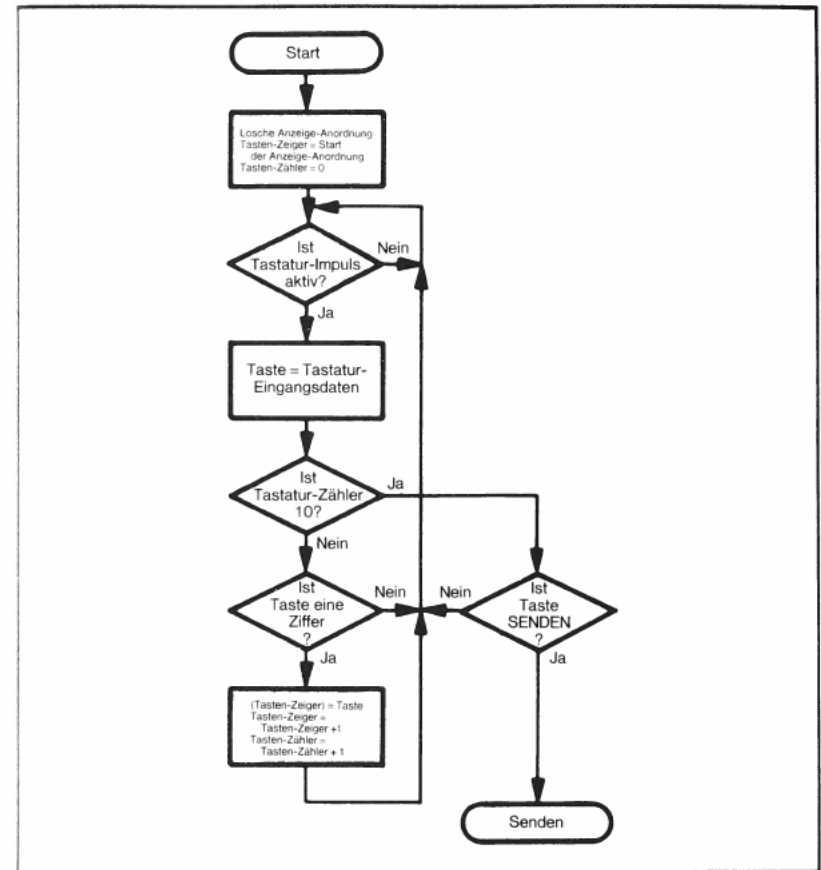 Start
Losche Anzeige-Anordnung
Tasten-Zeiger = Start
der Anzeige-Anordnung
Tasten-Zähler = 0
Ist
Tastatur-Impuls
aktiv?
Nein
Ja
Taste = Tastatur-
Eingangsdaten
Ist
Tastatur-Zähler
10?
Ja
Nein
Ist
Taste eine
Ziffer
?
Nein
Ja
Nein
Ist
Taste
SENDEN
?
Ja
(Tasten-Zeiger) = Taste
Tasten-Zeiger =
Tasten-Zeiger +1
Tasten-Zähler =
Tasten-Zähler + 1
Senden